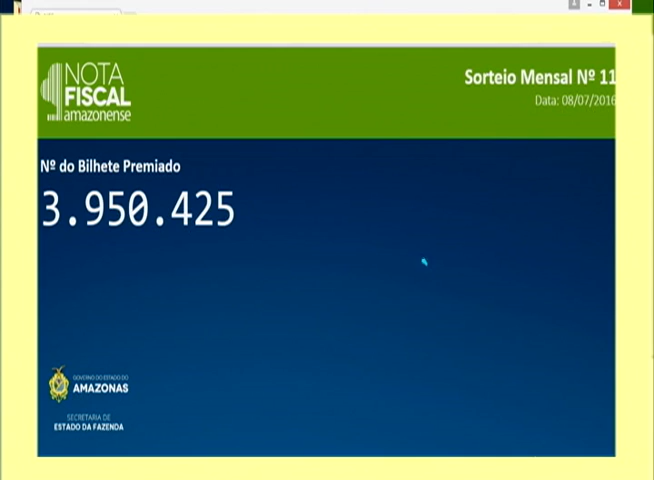 NOTA
FISCAL
amazonense
Sorteio Mensal Nº 11
Data: 08/07/2016
Nº do Bilhete Premiado
3.950.425
GOVERNO DO ESTADO DO
AMAZONAS
SECRETARIA DE
ESTADO DA FAZENDA